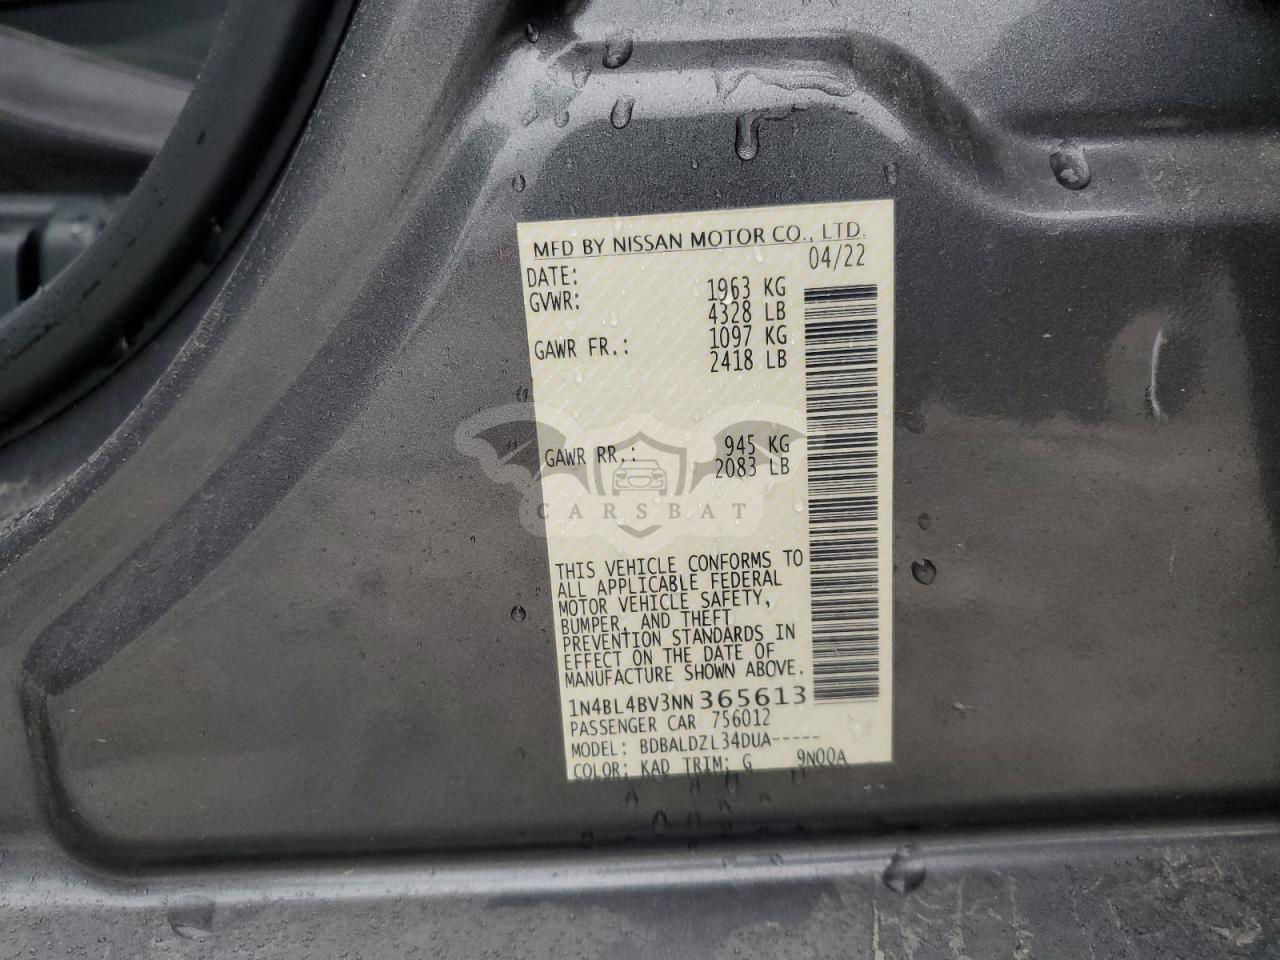 MFD BY NISSAN MOTOR CO., LTD.
DATE: 04/22
GVWR: 1963 KG
4328 LB
GAWR FR.: 1097 KG
2418 LB
GAWR RR.: 945 KG
2083 LB
CARSBAT
THIS VEHICLE CONFORMS TO
ALL APPLICABLE FEDERAL
MOTOR VEHICLE SAFETY,
BUMPER, AND THEFT
PREVENTION STANDARDS IN
EFFECT ON THE DATE OF
MANUFACTURE SHOWN ABOVE.
1N4BL4BV3NN365613
PASSENGER CAR 756012
MODEL: BDBALDZL34DUA-----
COLOR: KAD TRIM: G 9N00A